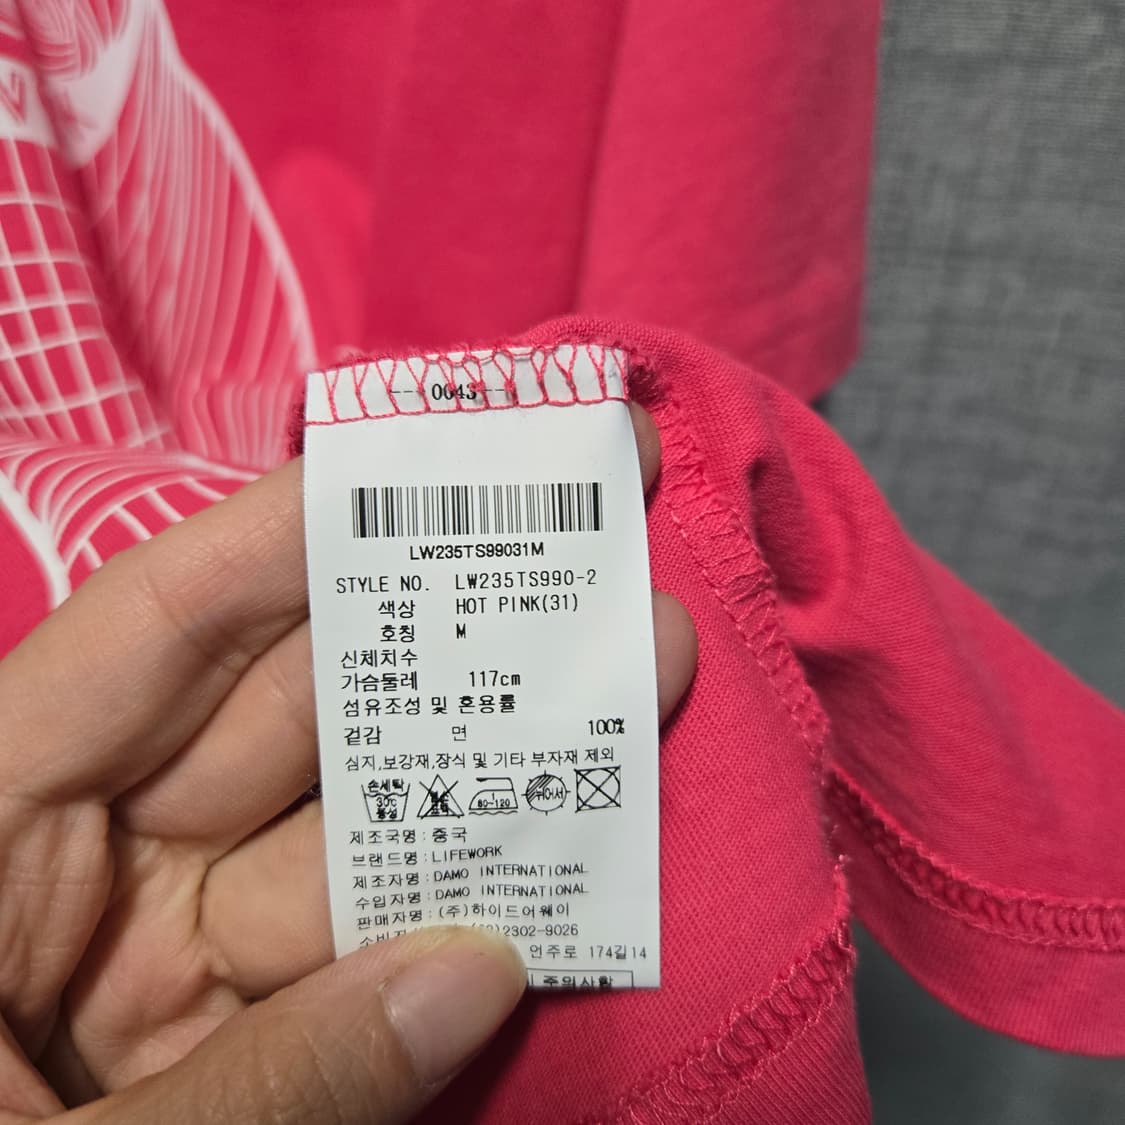 --0043--
LW235TS99031M
STYLE NO. LW235TS990-2
색상 HOT PINK(31)
호칭 M
신체치수
가슴둘레 117cm
섬유조성 및 혼용률
겉감 면 100%
심지,보강재,장식 및 기타 부자재 제외
손세탁 30℃ 중성 80-120 뉘어서
제조국명 : 중국
브랜드명 : LIFEWORK
제조자명 : DAMO INTERNATIONAL
수입자명 : DAMO INTERNATIONAL
판매자명 : (주)하이드어웨이
2302-9026
언주로 174길14
주의사항